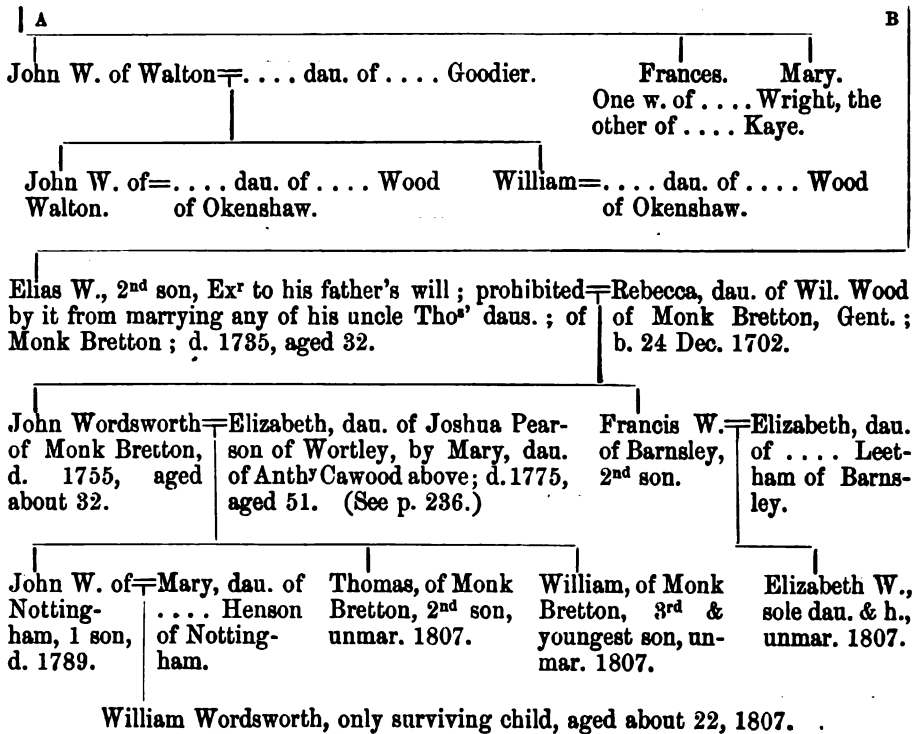 A B
John W. of Walton=. . . . dau. of . . . . Goodier.
Frances. Mary.
One w. of . . . . Wright, the
other of . . . . Kaye.
John W. of=. . . . dau. of . . . . Wood
Walton. of Okenshaw.
William=. . . . dau. of . . . . Wood
of Okenshaw.
Elias W., 2nd son, Exr to his father's will ; prohibited=
by it from marrying any of his uncle Thos' daus. ; of
Monk Bretton ; d. 1735, aged 32.
Rebecca, dau. of Wil. Wood
of Monk Bretton, Gent. ;
b. 24 Dec. 1702.
John Wordsworth=
of Monk Bretton,
d. 1755, aged
about 32.
Elizabeth, dau. of Joshua Pear-
son of Wortley, by Mary, dau.
of Anthy Cawood above; d. 1775,
aged 51. (See p. 236.)
Francis W.=
of Barnsley,
2nd son.
Elizabeth, dau.
of . . . . Leet-
ham of Barns-
ley.
John W. of=
Notting-
ham, 1 son,
d. 1789.
Mary, dau. of
. . . . Henson
of Notting-
ham.
Thomas, of Monk
Bretton, 2nd son,
unmar. 1807.
William, of Monk
Bretton, 3rd &
youngest son, un-
mar. 1807.
Elizabeth W.,
sole dau. & h.,
unmar. 1807.
William Wordsworth, only surviving child, aged about 22, 1807.